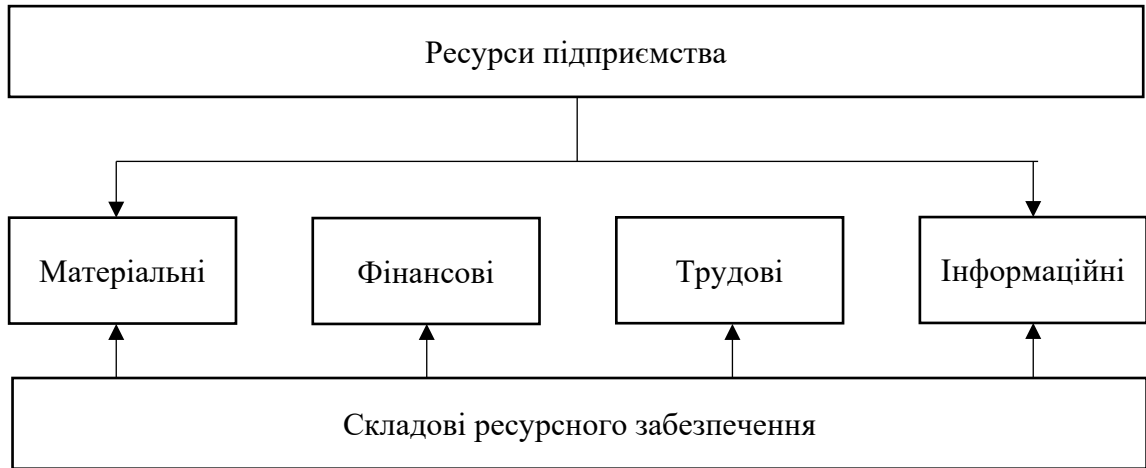 Ресурси підприємства
Матеріальні
Фінансові
Трудові
Інформаційні
Складові ресурсного забезпечення